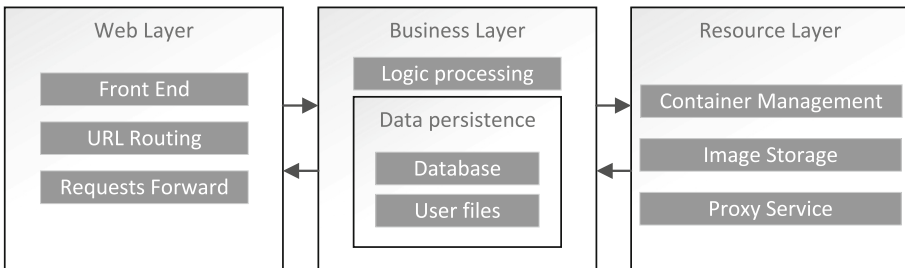 Web Layer
Front End
URL Routing
Requests Forward
Business Layer
Logic processing
Data persistence
Database
User files
Resource Layer
Container Management
Image Storage
Proxy Service